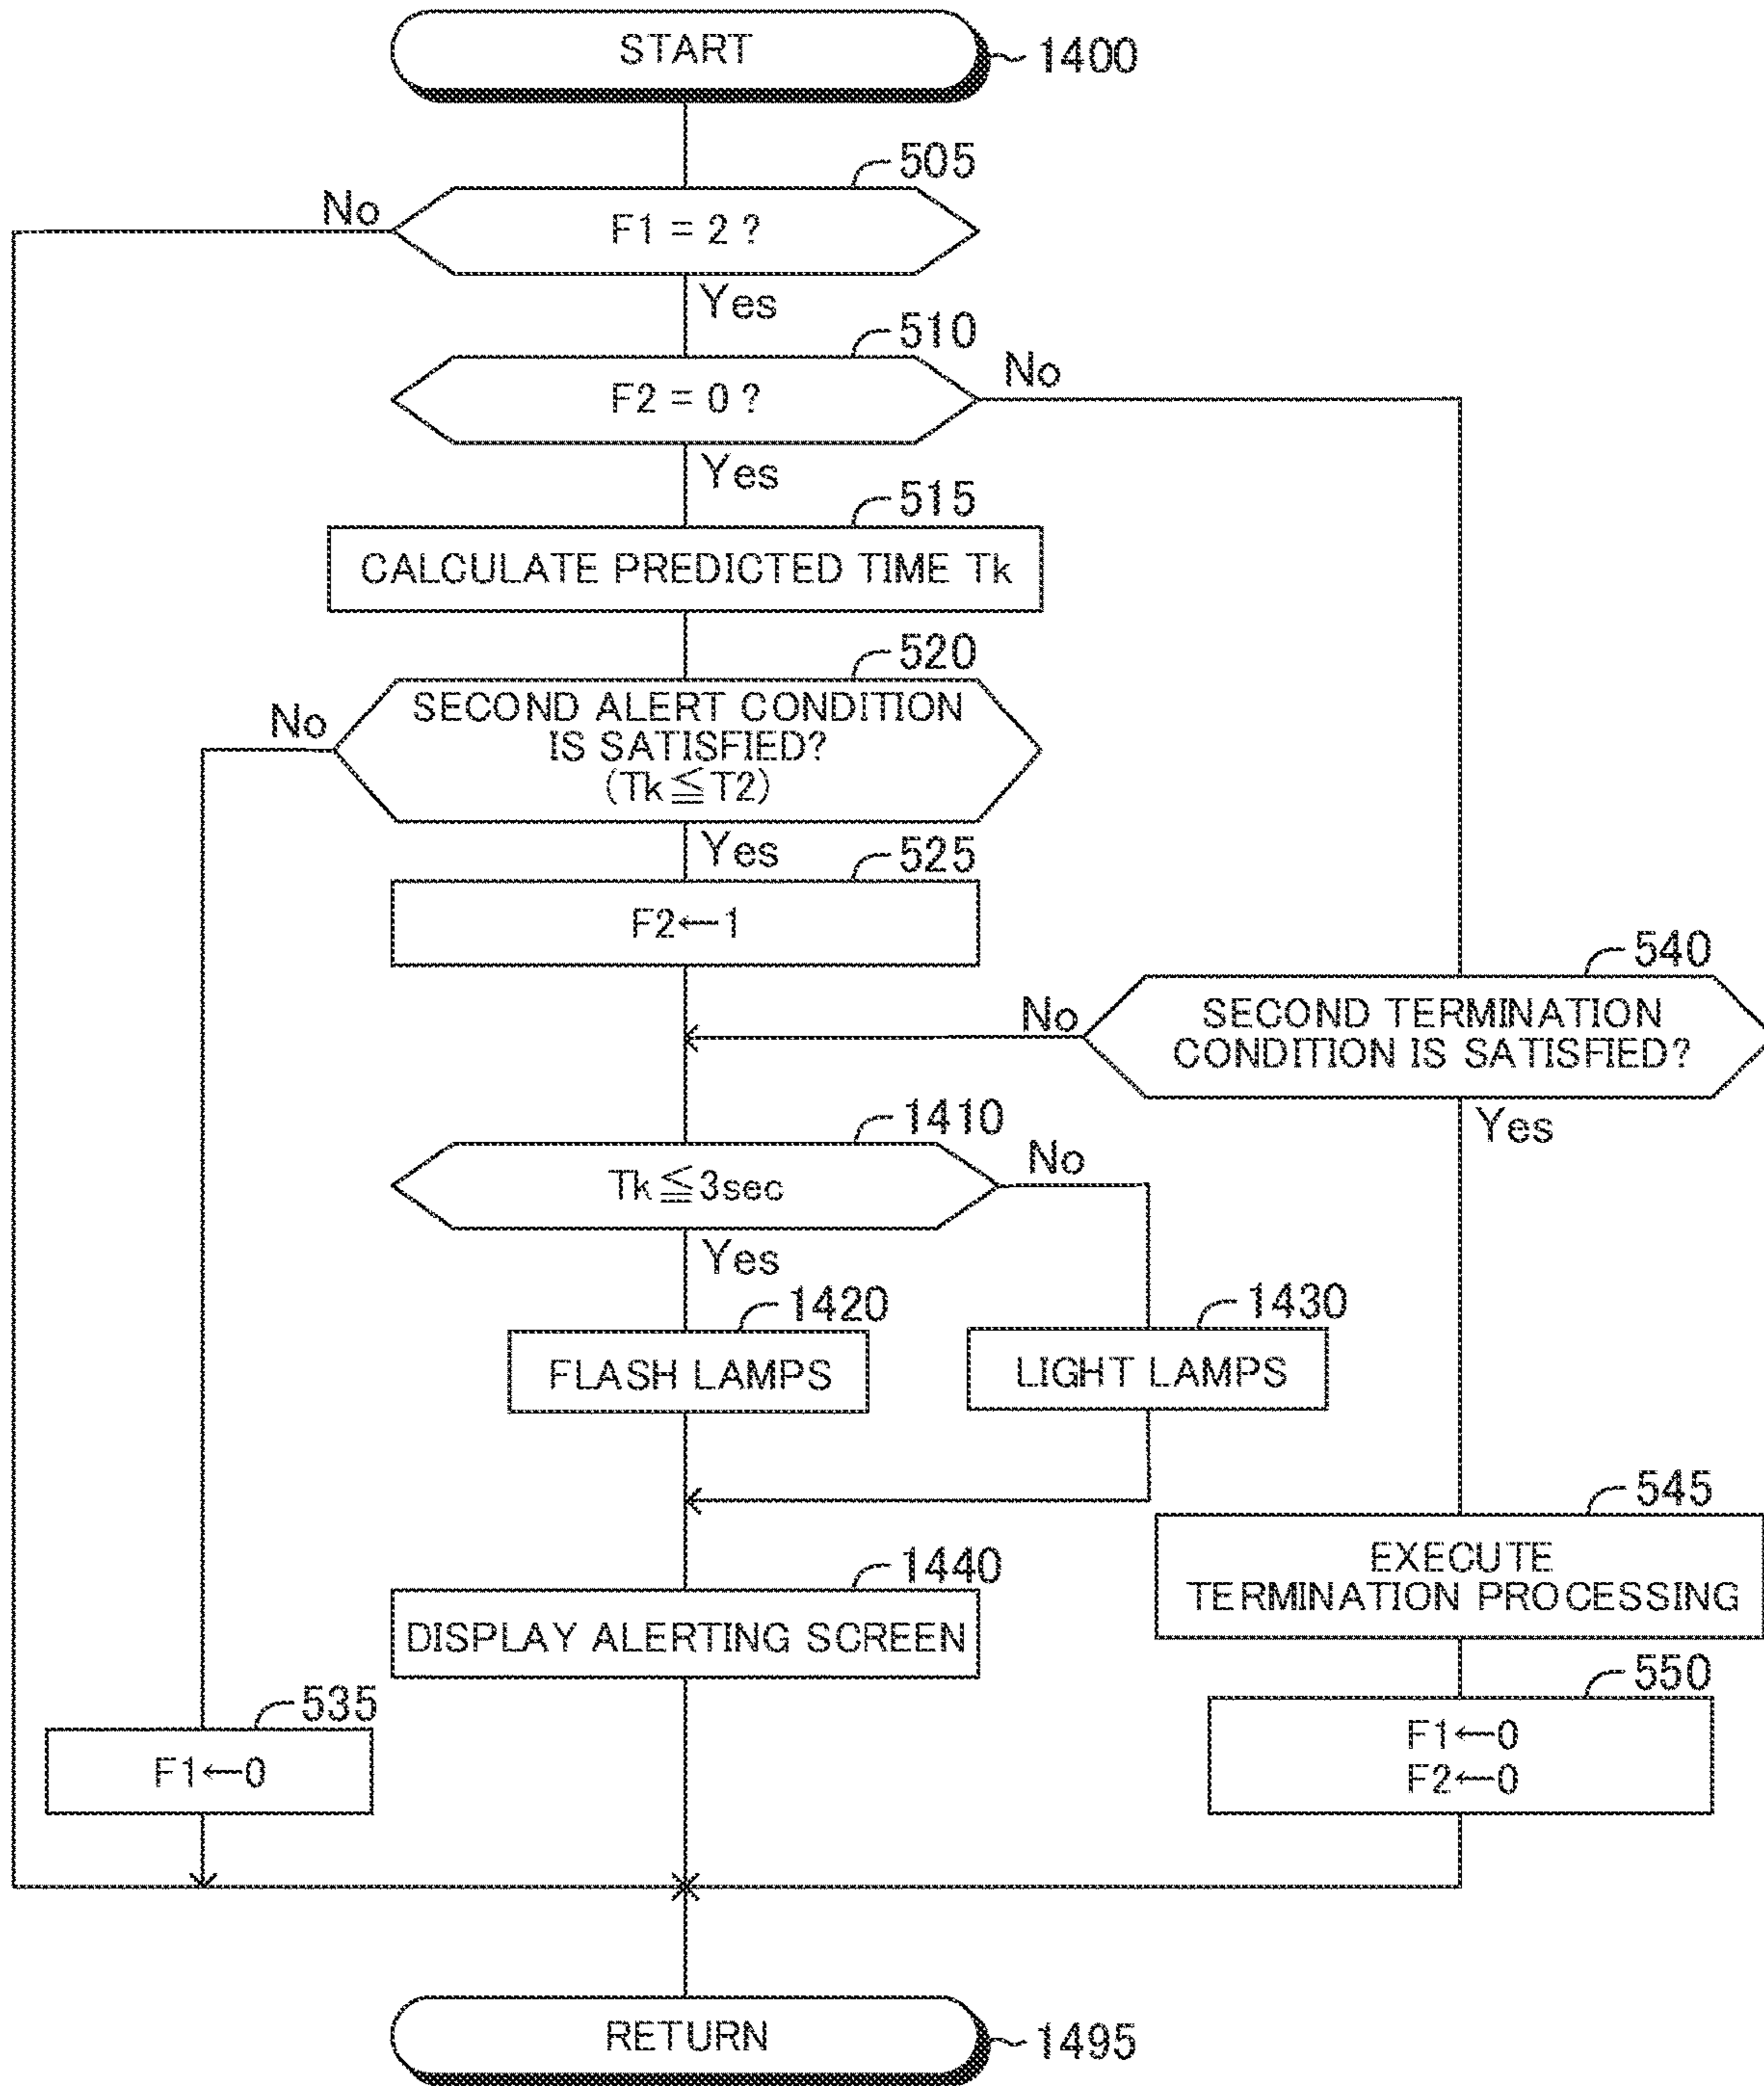 START
1400
505
No
F1 = 2 ?
Yes
510
No
F2 = 0 ?
Yes
515
CALCULATE PREDICTED TIME Tk
520
No
SECOND ALERT CONDITION
IS SATISFIED?
(Tk≦T2)
Yes
525
F2←1
540
No
SECOND TERMINATION
CONDITION IS SATISFIED?
Yes
1410
No
Tk≦3sec
Yes
1420
1430
FLASH LAMPS
LIGHT LAMPS
545
EXECUTE
TERMINATION PROCESSING
1440
DISPLAY ALERTING SCREEN
550
F1←0
F2←0
535
F1←0
RETURN
1495